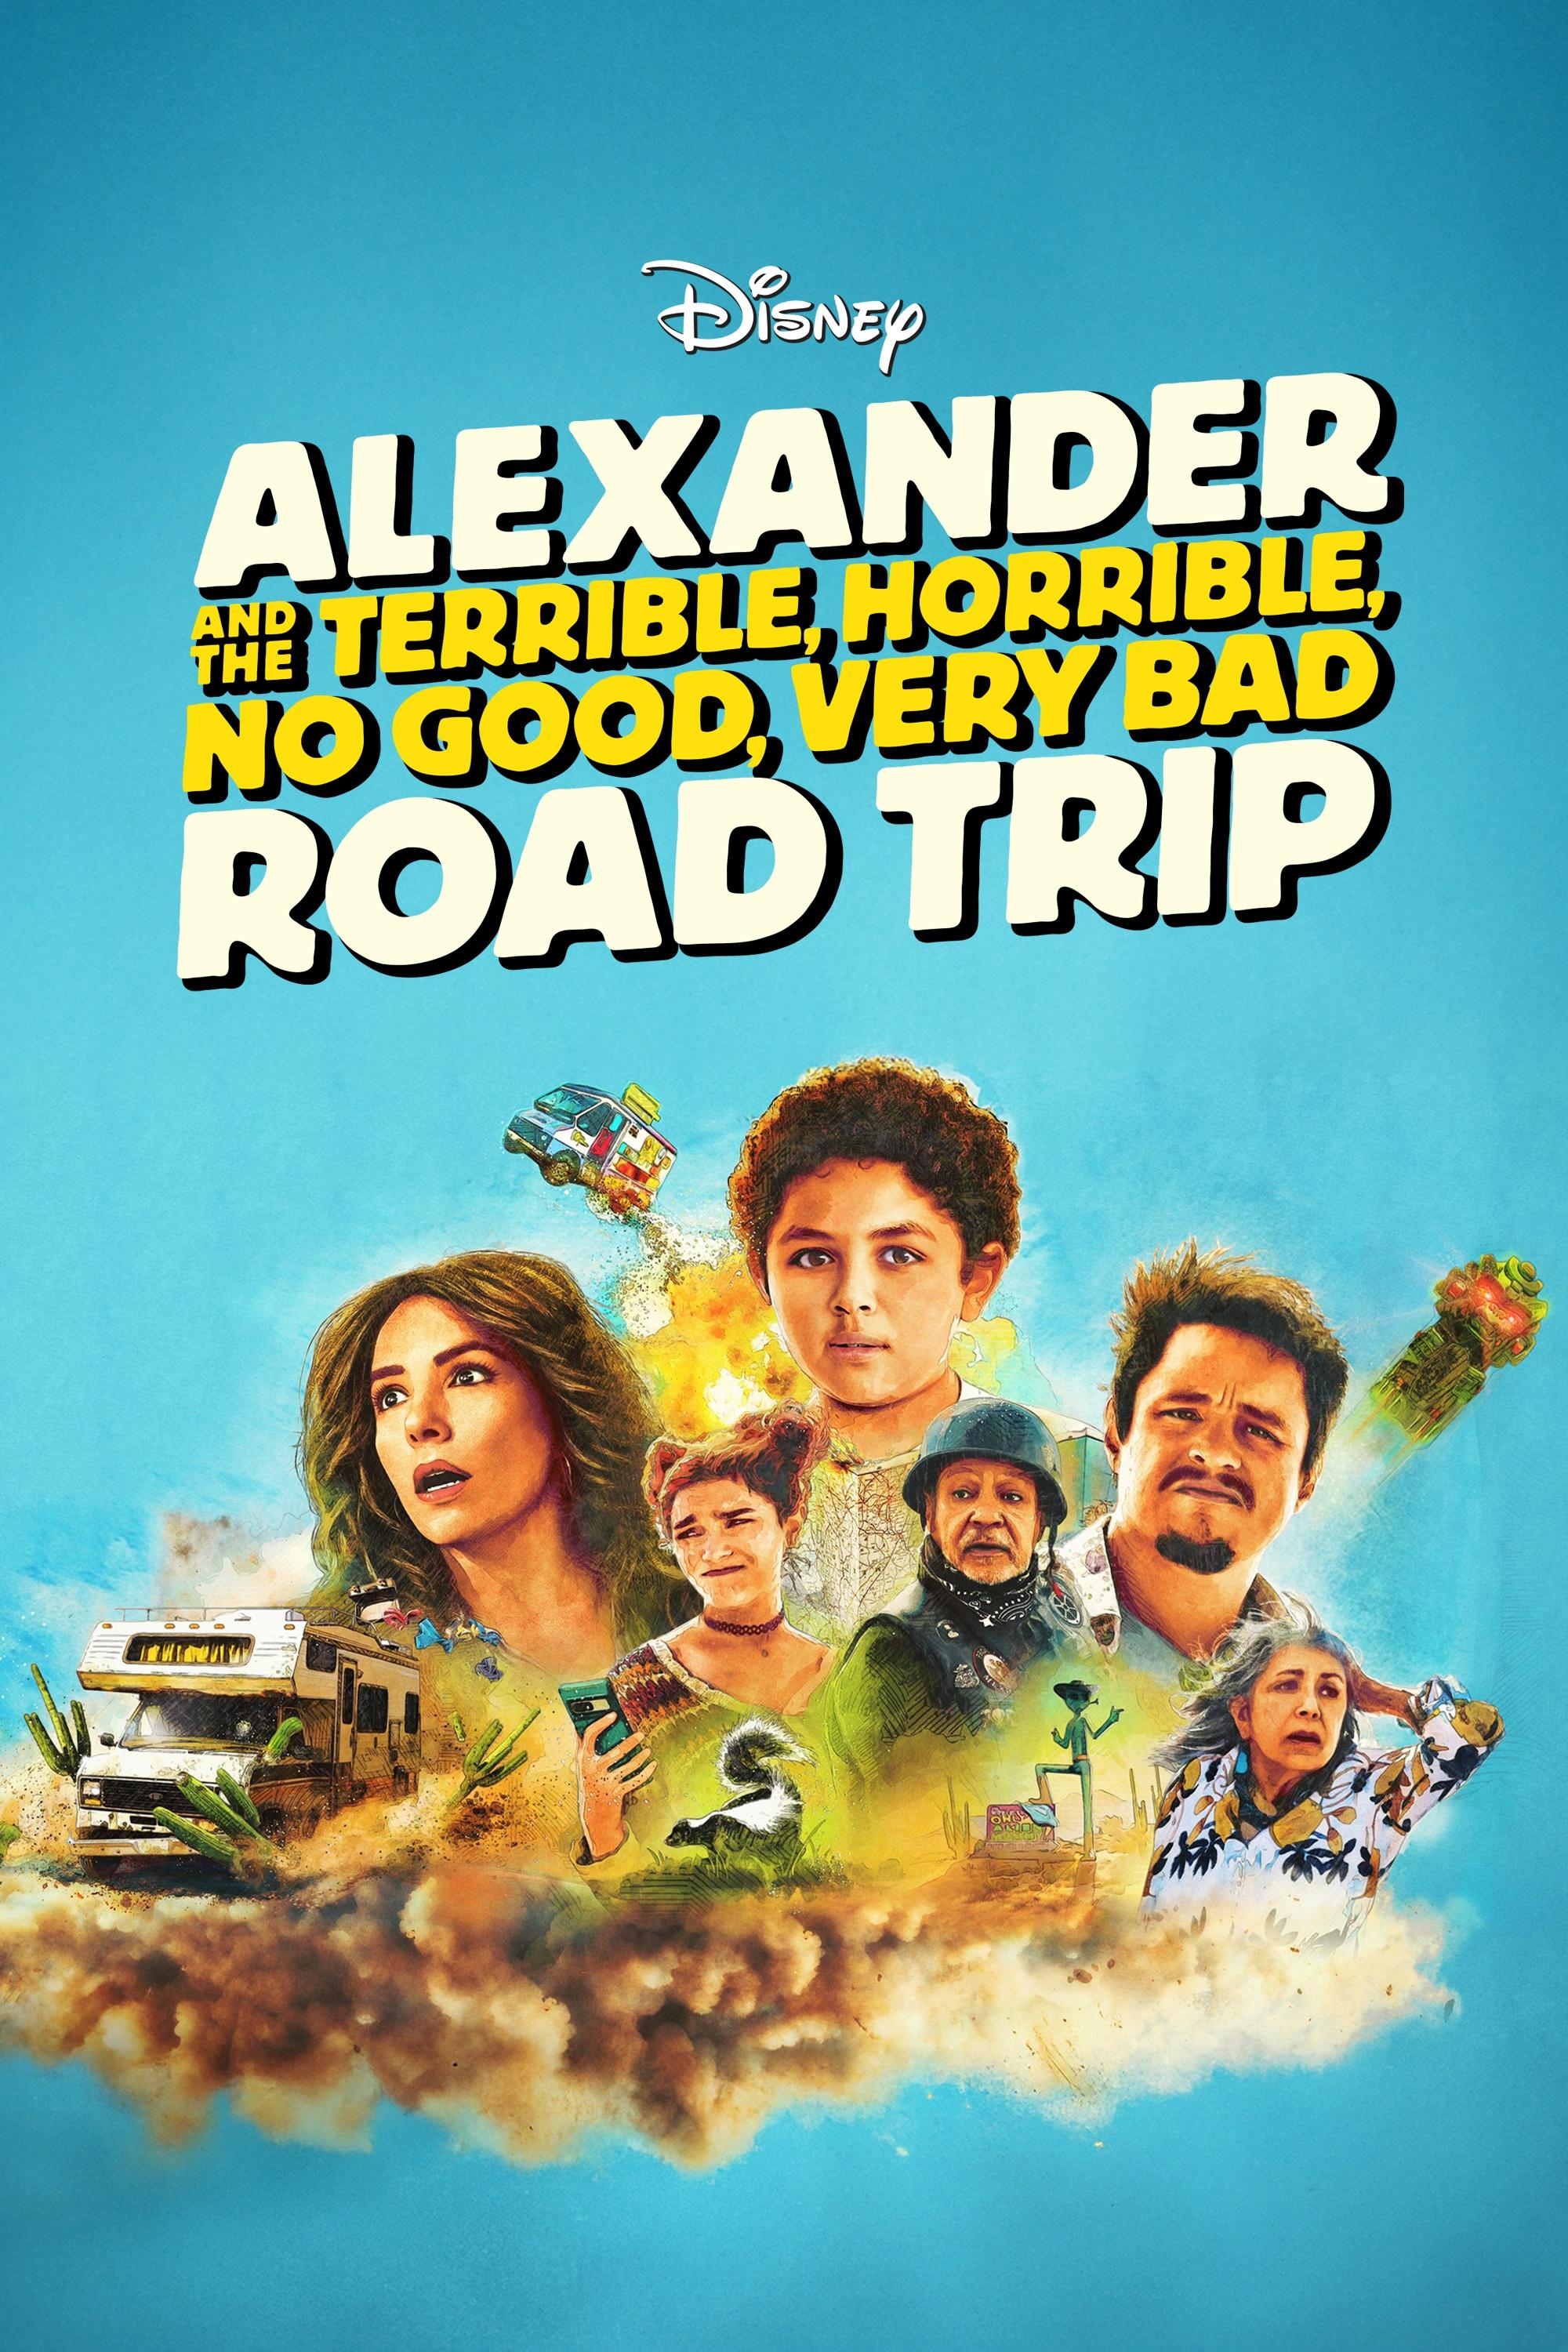 Disney
ALEXANDER
AND THE TERRIBLE, HORRIBLE,
NO GOOD, VERY BAD
ROAD TRIP